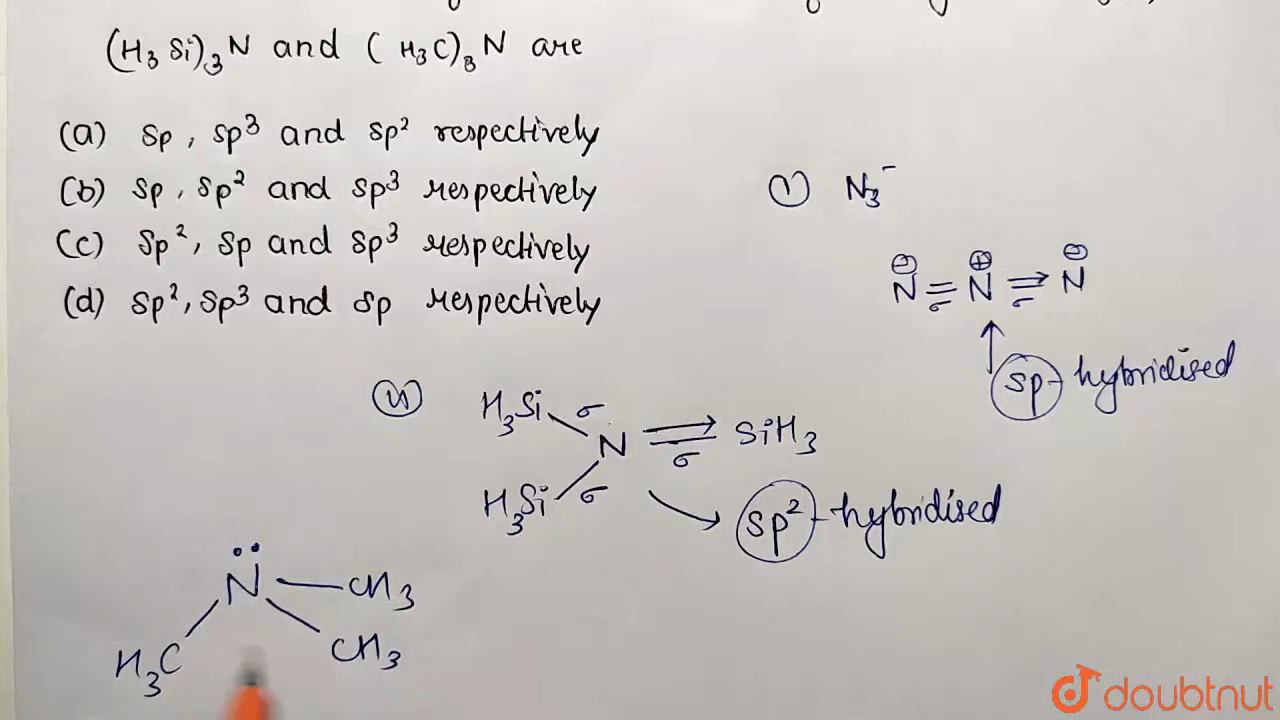 (H₃Si)₃N and (H₃C)₃N are
(a) Sp, Sp³ and Sp² respectively
(b) Sp, Sp² and Sp³ respectively
(c) Sp², Sp and Sp³ respectively
(d) Sp², Sp³ and Sp respectively
(i) N₃⁻
⊖ ⊕ ⊖
N = N ⇒ N
σ σ
Sp-hybridised
(ii)
H₃Si σ
N ⇒ SiH₃
σ
H₃Si σ
Sp²-hybridised
N
CH₃
CH₃
H₃C
doubtnut